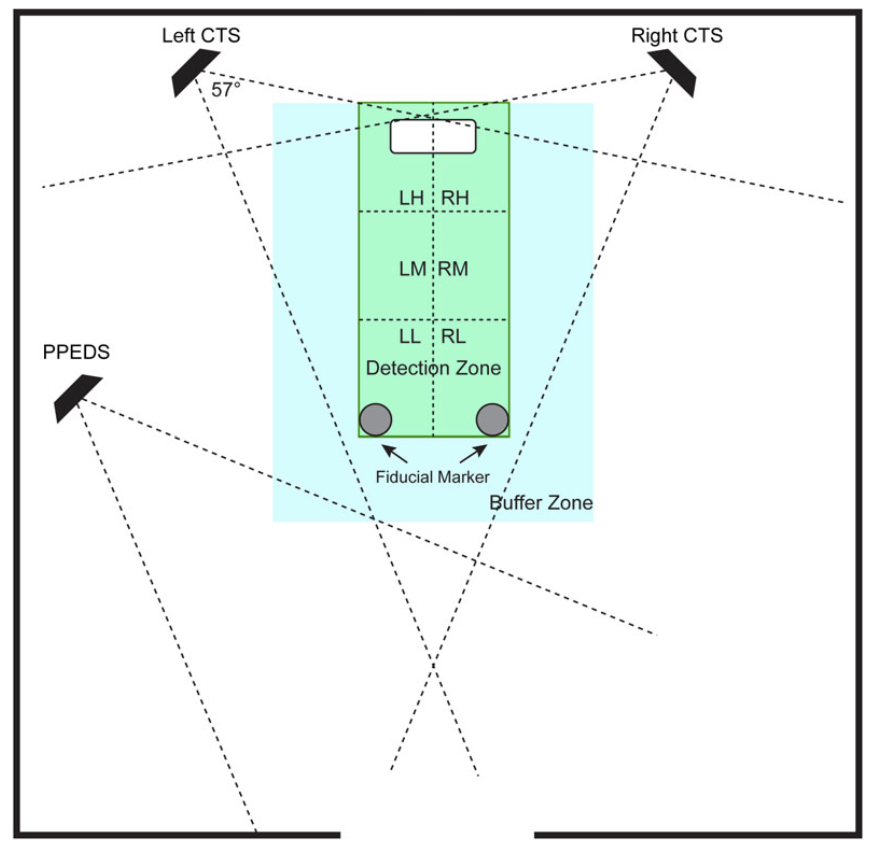 Left CTS
Right CTS
57°
LH RH
LM RM
PPEDS
LL RL
Detection Zone
Fiducial Marker
Buffer Zone